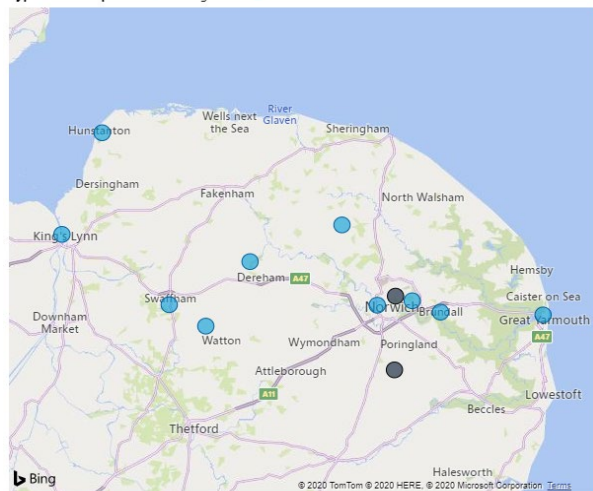 Wells next
the Sea
River
Glaven
Hunstanton
Sheringham
Dersingham
Fakenham
North Walsham
King's Lynn
Hemsby
Dereham
A47
Swaffham
Caister on Sea
Norwich
Brundall
Great Yarmouth
Downham
Market
Watton
Wymondham
Poringland
A47
Attleborough
A11
Lowestoft
Beccles
Thetford
Halesworth
Bing
© 2020 TomTom © 2020 HERE, © 2020 Microsoft Corporation Terms